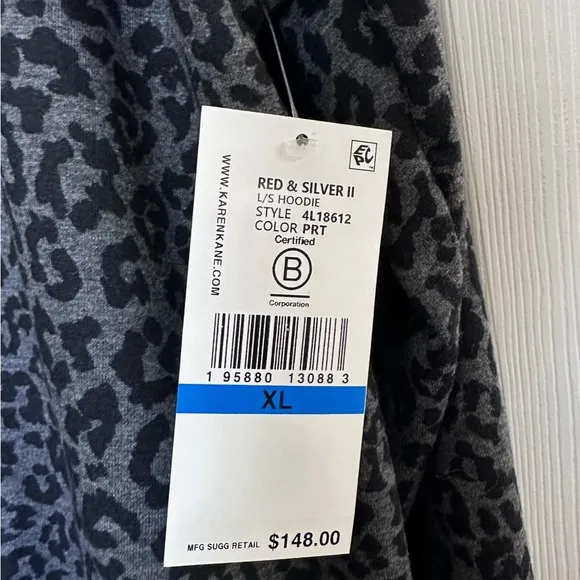 EPC
RED & SILVER II
L/S HOODIE
STYLE 4L18612
COLOR PRT
Certified
B
Corporation
WWW.KARENKANE.COM
1 95880 13088 3
XL
MFG SUGG RETAIL $148.00